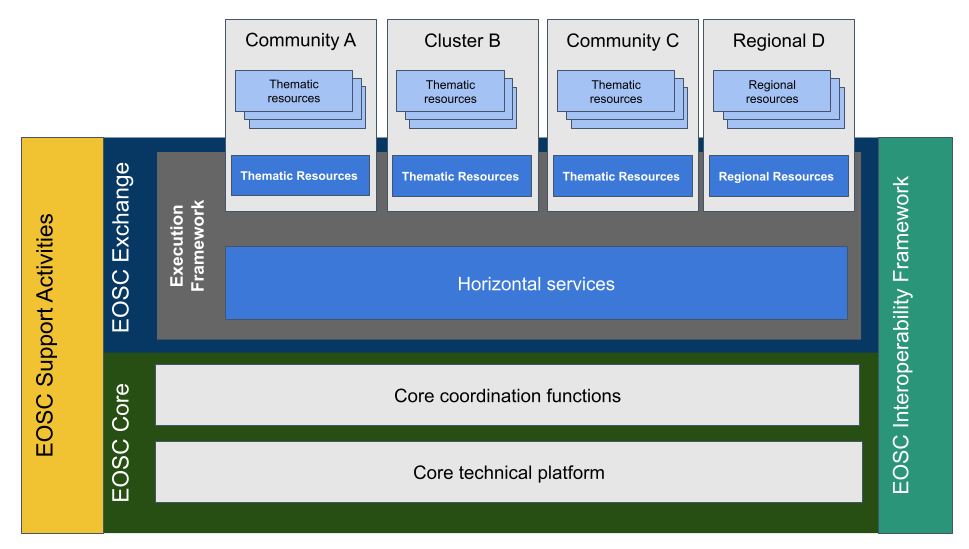 Community A
Cluster B
Community C
Regional D
Thematic
resources
Thematic
resources
Thematic
resources
Regional
resources
Thematic Resources
Thematic Resources
Thematic Resources
Regional Resources
EOSC Support Activities
EOSC Exchange
Execution
Framework
Horizontal services
EOSC Core
Core coordination functions
Core technical platform
EOSC Interoperability Framework